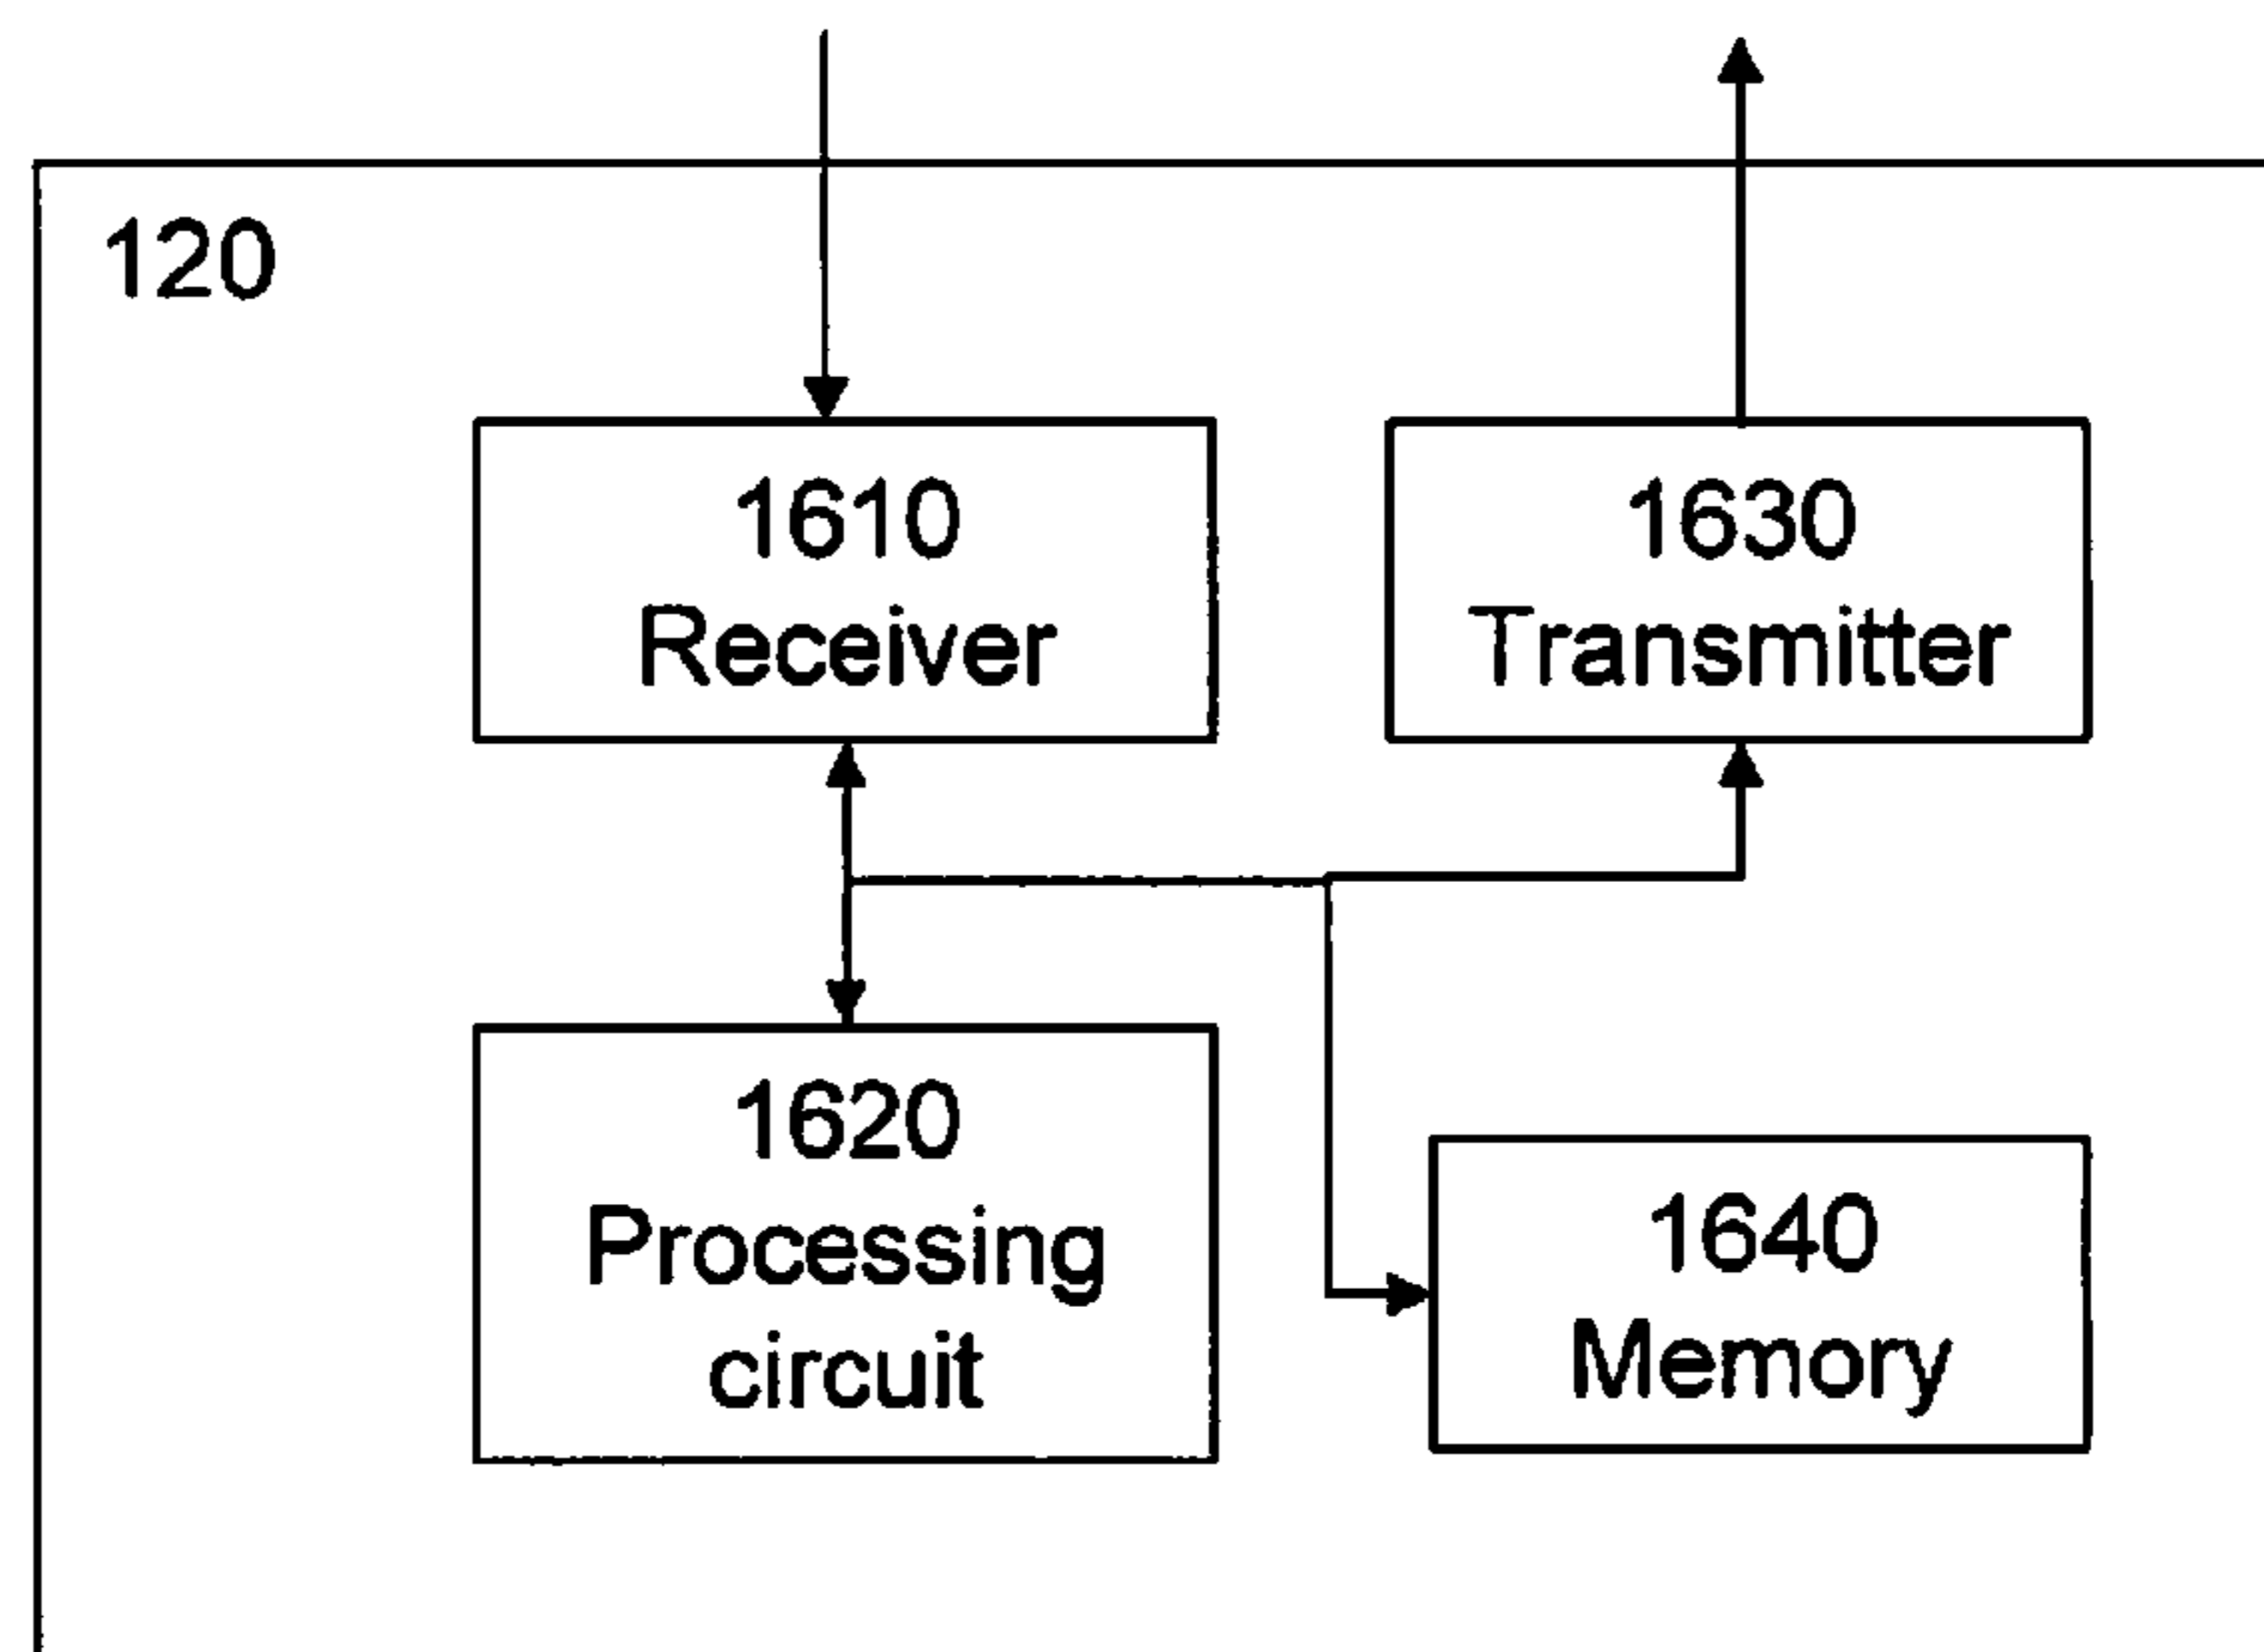 120
1610
Receiver
1630
Transmitter
1620
Processing
circuit
1640
Memory